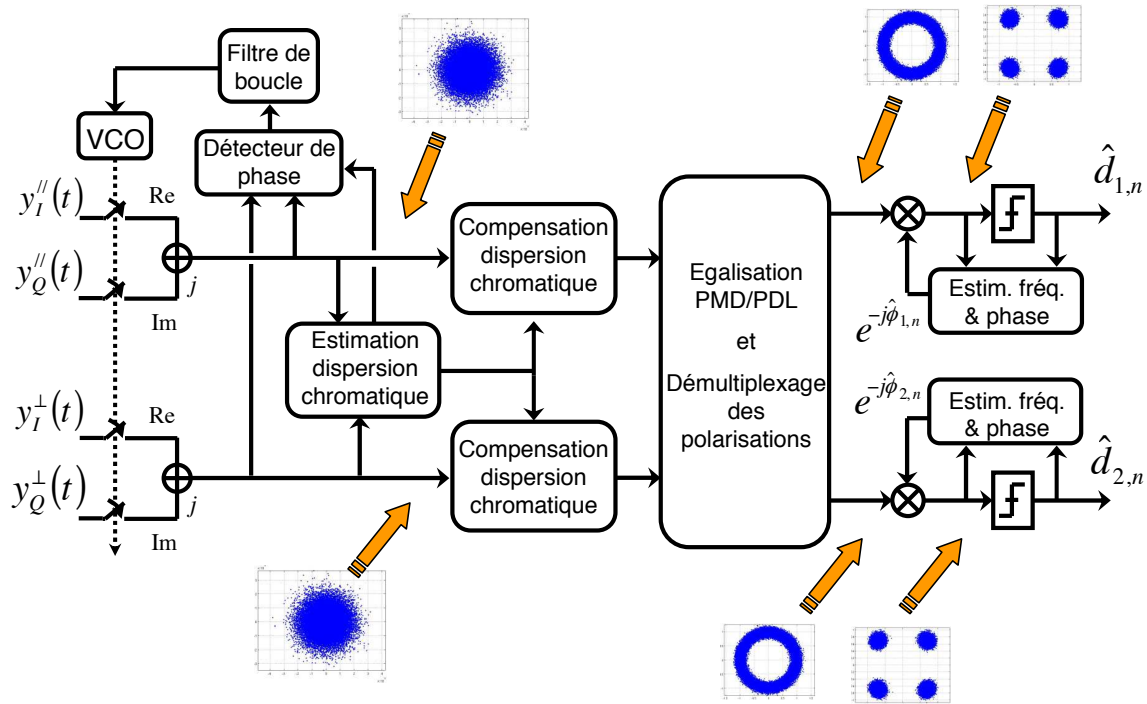 Filtre de
boucle
VCO
Détecteur de
phase
y_I^{//}(t)
Re
y_Q^{//}(t)
j
Im
Compensation
dispersion
chromatique
Estimation
dispersion
chromatique
y_I^⊥(t)
Re
y_Q^⊥(t)
j
Im
Compensation
dispersion
chromatique
Egalisation
PMD/PDL
et
Démultiplexage
des
polarisations
d̂_{1,n}
Estim. fréq.
& phase
e^{-jφ̂_{1,n}}
e^{-jφ̂_{2,n}}
Estim. fréq.
& phase
d̂_{2,n}